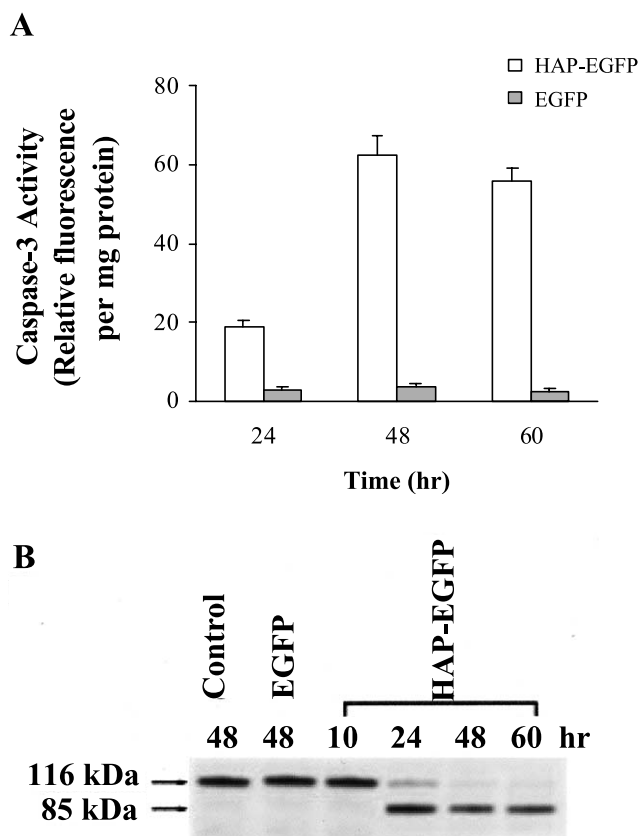 A
HAP-EGFP
EGFP
Caspase-3 Activity
(Relative fluorescence
per mg protein)
80
60
40
20
0
24 48 60
Time (hr)
B
Control
EGFP
HAP-EGFP
48 48 10 24 48 60 hr
116 kDa
85 kDa